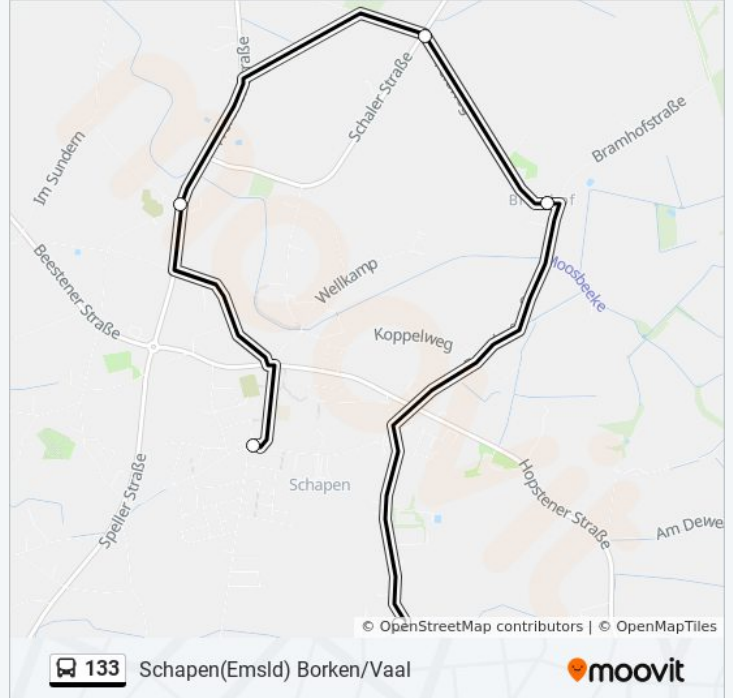 Schaler Straße
Bramhofstraße
Im Sundern
Beestener Straße
Wellkamp
Moosbeeke
Koppelweg
Speller Straße
Schapen
Hopstener Straße
Am Dewe
© OpenStreetMap contributors | © OpenMapTiles
133 Schapen(Emsld) Borken/Vaal
moovit